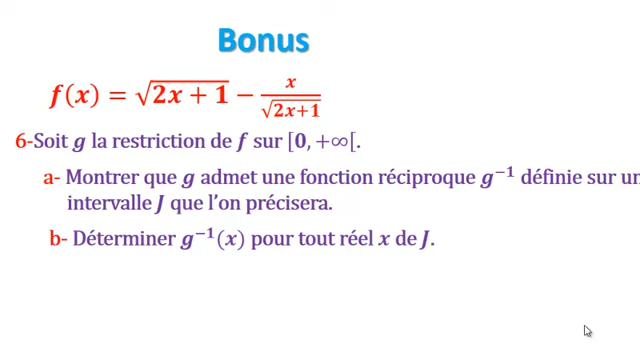 Bonus
f(x) = √(2x + 1) − x/√(2x+1)
6-Soit g la restriction de f sur [0, +∞[.
a- Montrer que g admet une fonction réciproque g⁻¹ définie sur un
intervalle J que l'on précisera.
b- Déterminer g⁻¹(x) pour tout réel x de J.